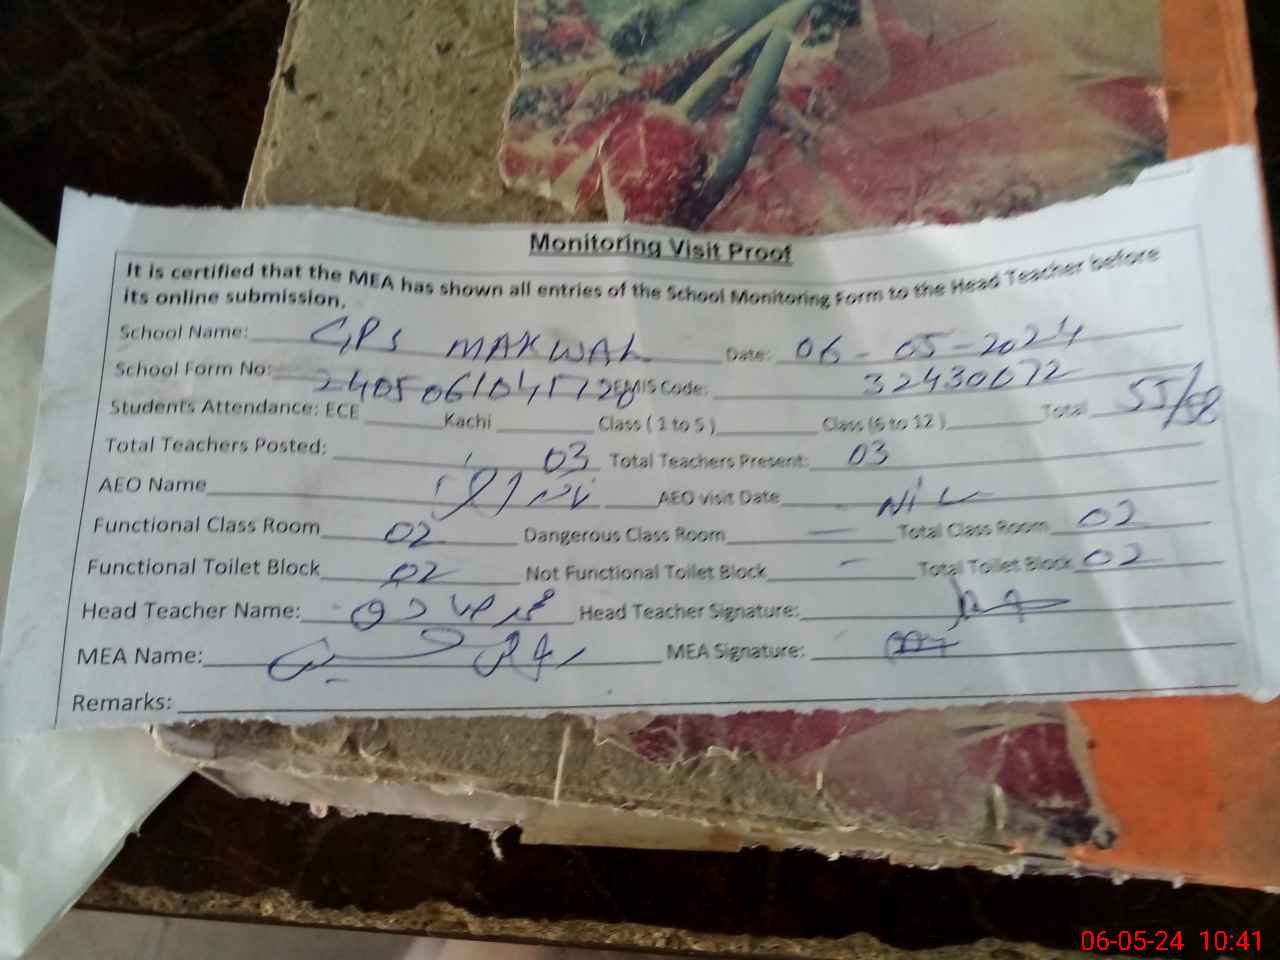 Monitoring Visit Proof
It is certified that the MEA has shown all entries of the School Monitoring Form to the Head Teacher before
its online submission.
School Name: GPS MAKWAL Date: 06-05-2024
School Form No: EMIS Code: 32430672
Students Attendance: ECE Kachi Class ( 1 to 5 ) Class (6 to 12 ) Total 55/
Total Teachers Posted: 03 Total Teachers Present: 03
AEO Name AEO visit Date Nil
Functional Class Room 02 Dangerous Class Room — Total Class Room 02
Functional Toilet Block 02 Not Functional Toilet Block - Total Toilet Block 02
Head Teacher Name: محمد صادق Head Teacher Signature:
MEA Name: MEA Signature:
Remarks:
06-05-24 10:41